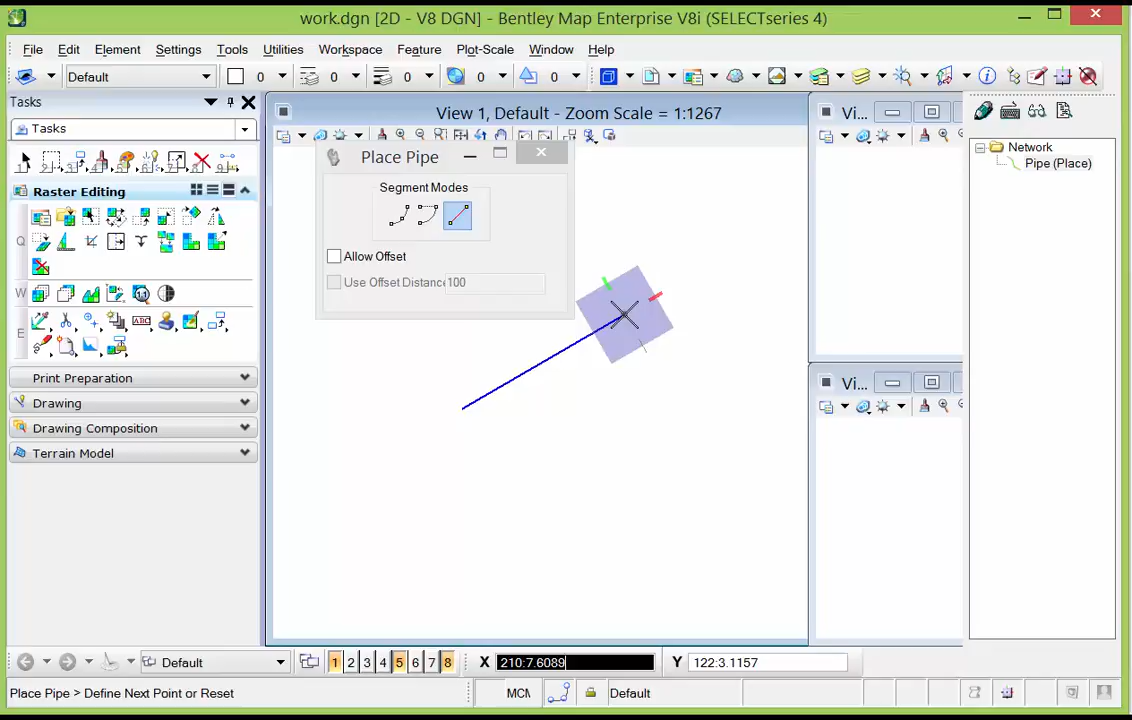 work.dgn [2D - V8 DGN] - Bentley Map Enterprise V8i (SELECTseries 4)
File Edit Element Settings Tools Utilities Workspace Feature Plot-Scale Window Help
Default 0 0 0 0 0
Tasks
Tasks
Raster Editing
Q
W
E
Print Preparation
Drawing
Drawing Composition
Terrain Model
View 1, Default - Zoom Scale = 1:1267
Place Pipe
Segment Modes
Allow Offset
Use Offset Distanc 100
Vi...
Vi...
Network
Pipe (Place)
Default 1 2 3 4 5 6 7 8 X 210:7.6089 Y 122:3.1157
Place Pipe > Define Next Point or Reset
Default